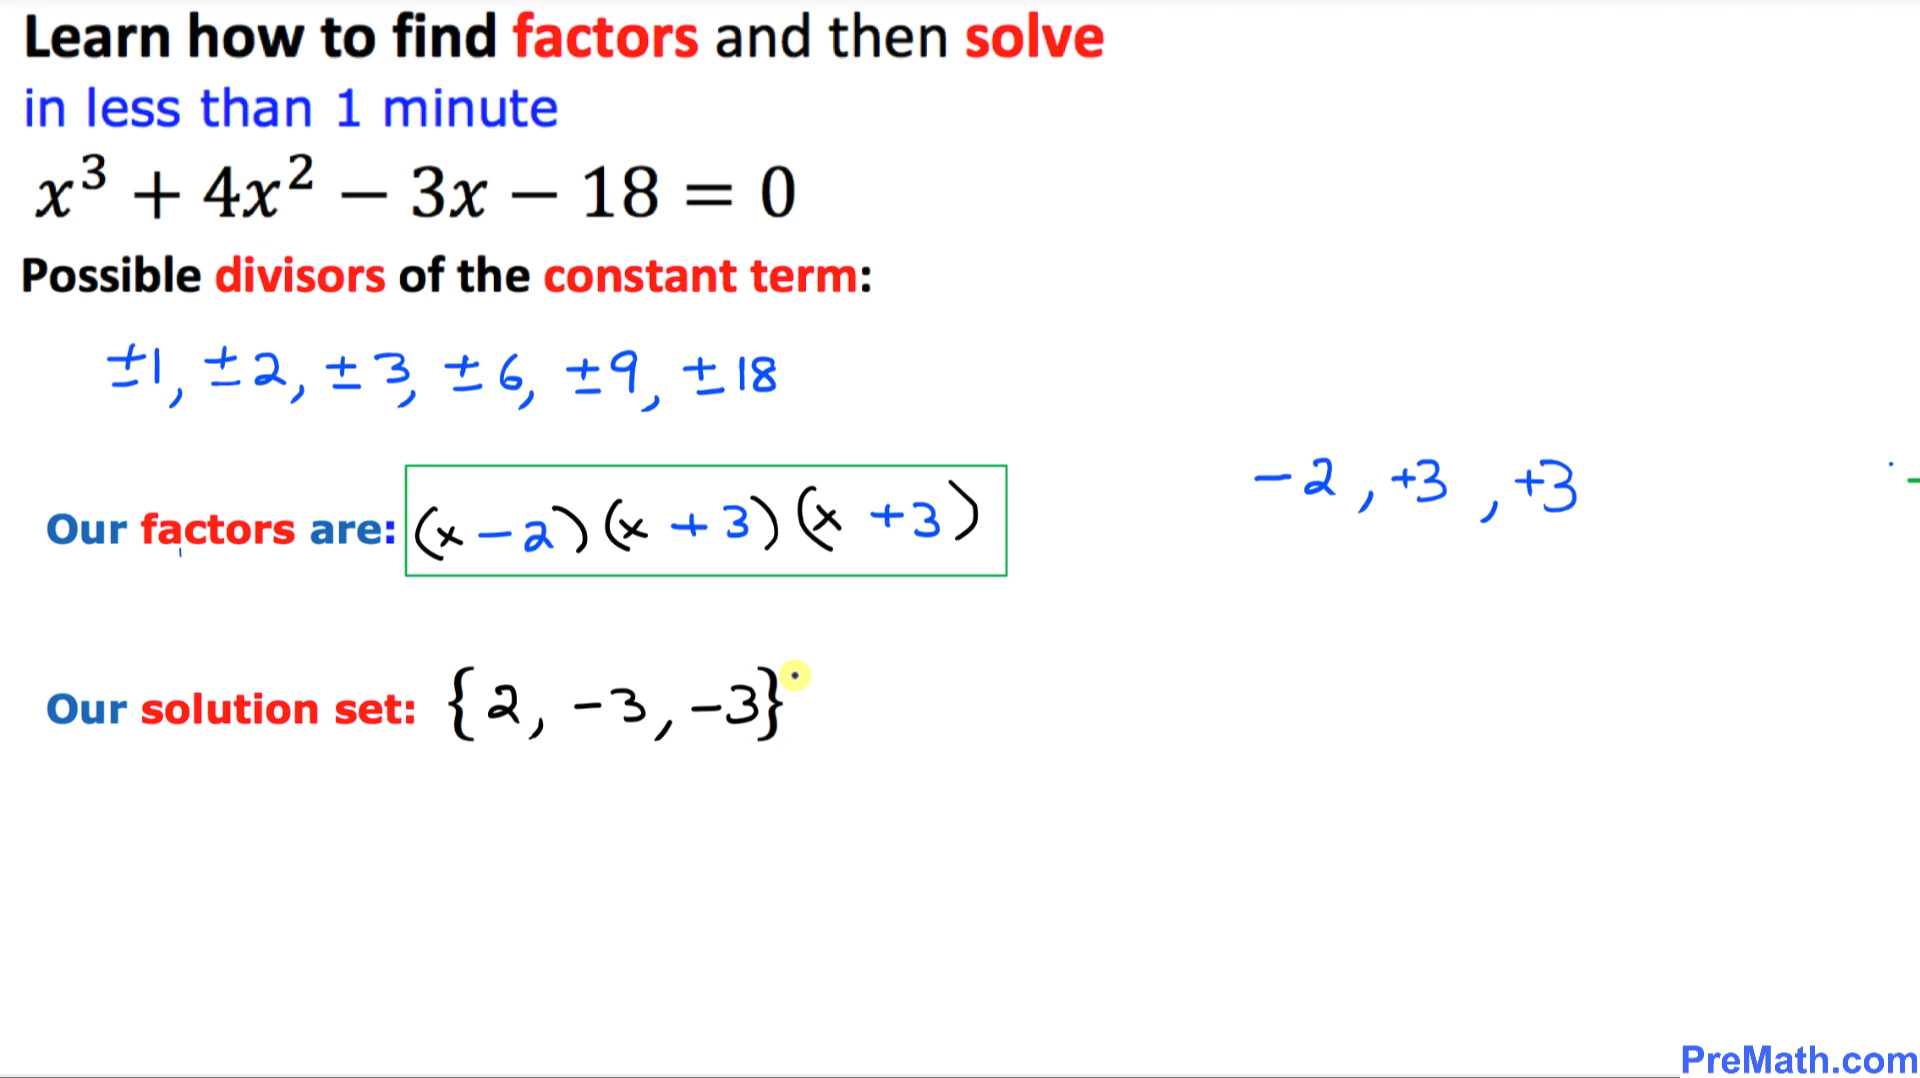 Learn how to find factors and then solve
in less than 1 minute
x³ + 4x² − 3x − 18 = 0
Possible divisors of the constant term:
±1, ±2, ±3, ±6, ±9, ±18
−2, +3, +3
Our factors are: (x − 2)(x + 3)(x + 3)
Our solution set: {2, −3, −3}
PreMath.com